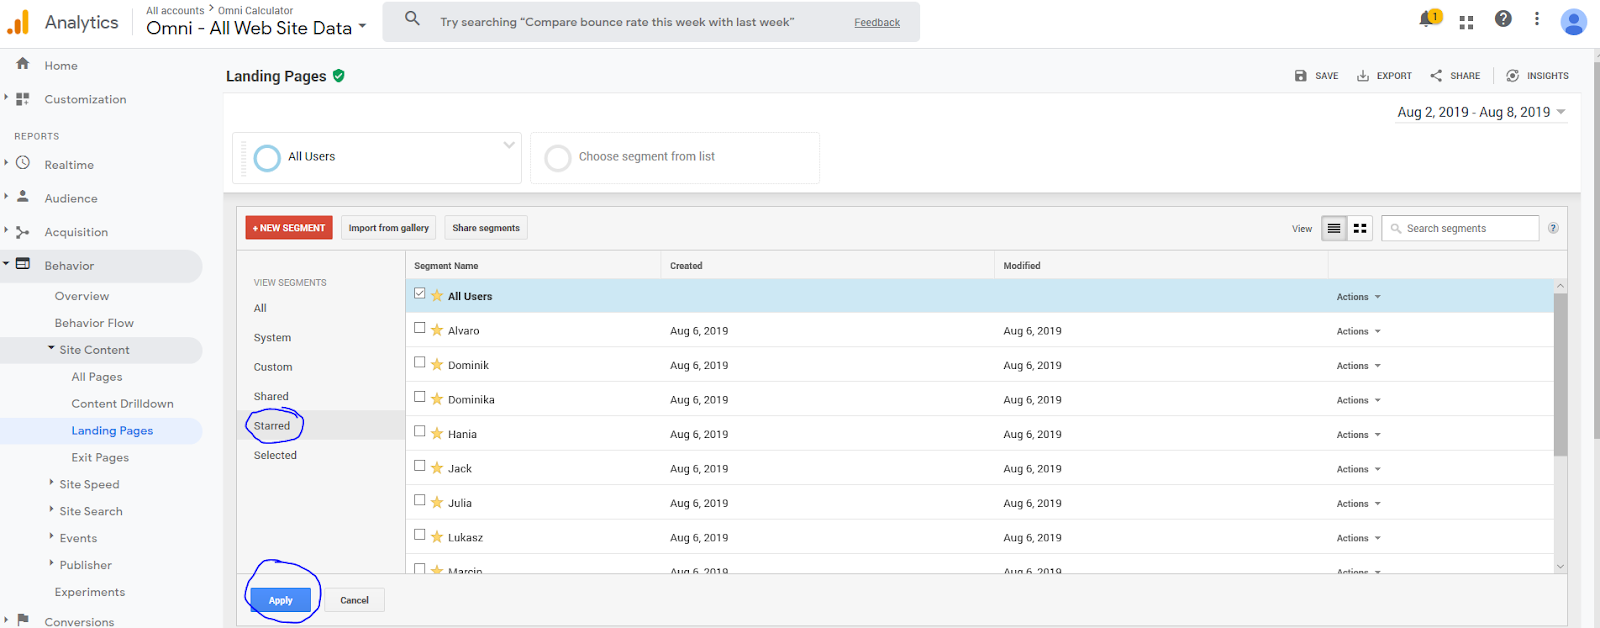 Analytics
All accounts > Omni Calculator
Omni - All Web Site Data
Try searching “Compare bounce rate this week with last week”
Feedback
1
Home
Customization
REPORTS
Realtime
Audience
Acquisition
Behavior
Overview
Behavior Flow
Site Content
All Pages
Content Drilldown
Landing Pages
Exit Pages
Site Speed
Site Search
Events
Publisher
Experiments
Conversions
Landing Pages
SAVE
EXPORT
SHARE
INSIGHTS
Aug 2, 2019 - Aug 8, 2019
All Users
Choose segment from list
+ NEW SEGMENT
Import from gallery
Share segments
View
Search segments
?
VIEW SEGMENTS
All
System
Custom
Shared
Starred
Selected
Segment Name Created Modified
All Users Actions
Alvaro Aug 6, 2019 Aug 6, 2019 Actions
Dominik Aug 6, 2019 Aug 6, 2019 Actions
Dominika Aug 6, 2019 Aug 6, 2019 Actions
Hania Aug 6, 2019 Aug 6, 2019 Actions
Jack Aug 6, 2019 Aug 6, 2019 Actions
Julia Aug 6, 2019 Aug 6, 2019 Actions
Lukasz Aug 6, 2019 Aug 6, 2019 Actions
Marcin Aug 6, 2019 Aug 6, 2019 Actions
Apply
Cancel